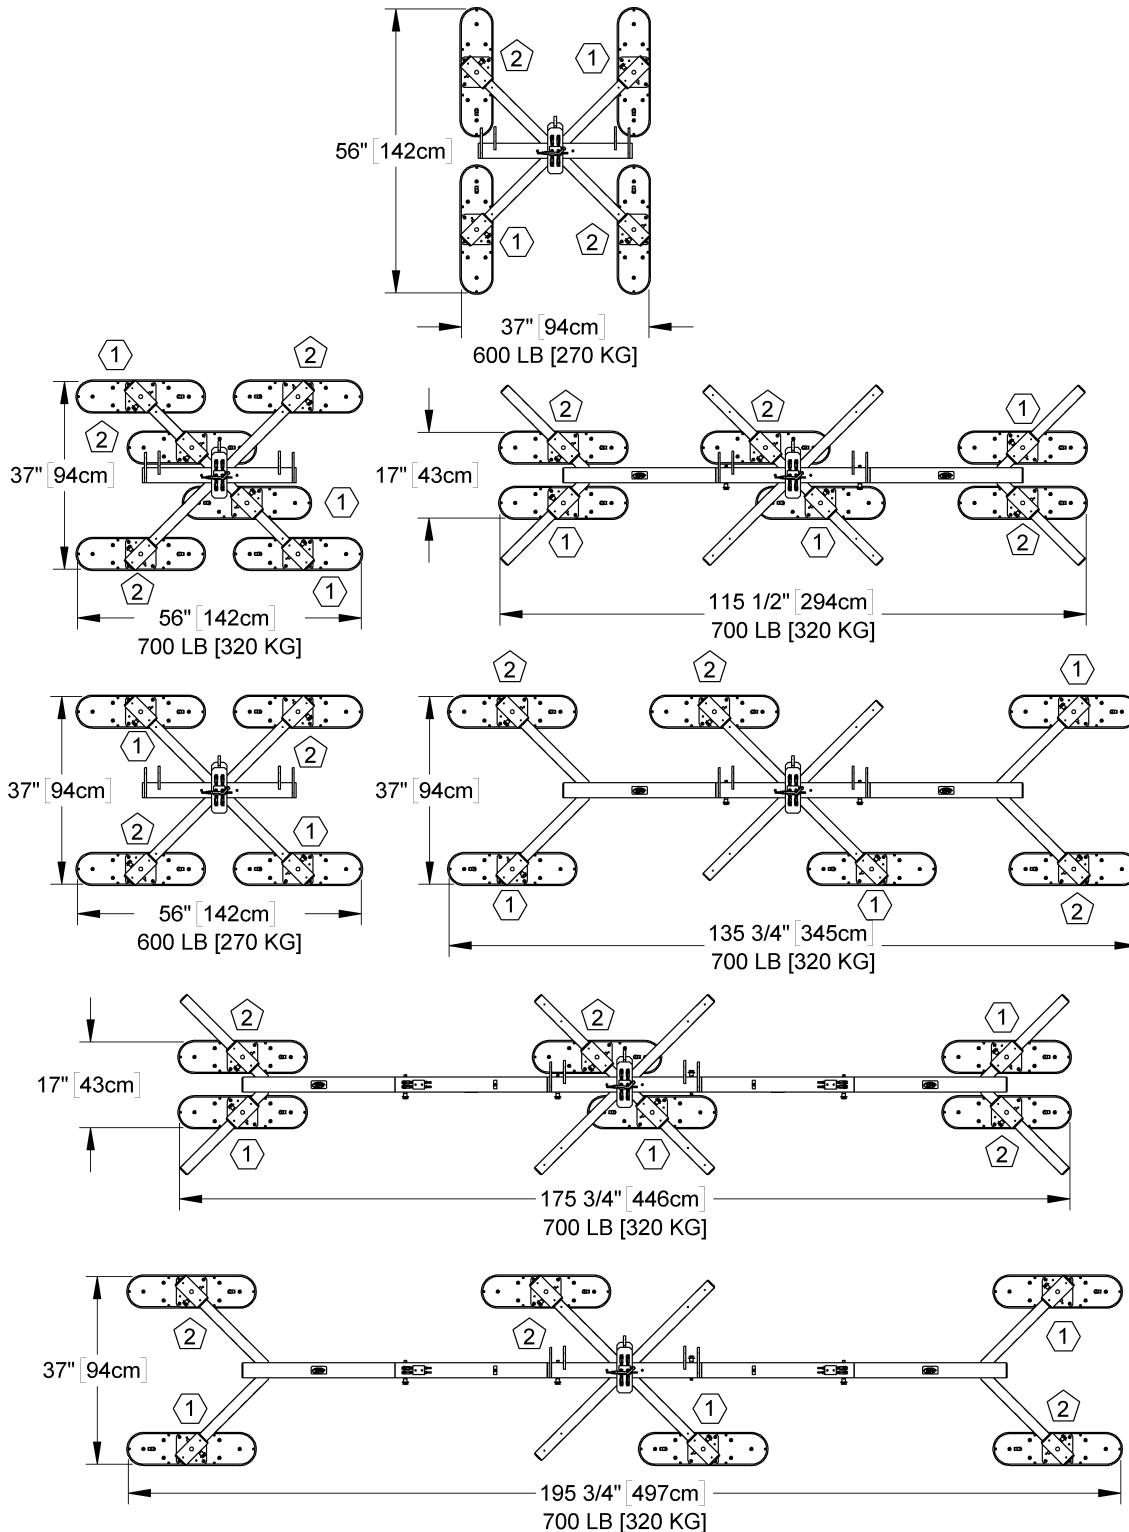 2
1
56" [142cm]
1
2
37" [94cm]
600 LB [270 KG]
1
2
2
37" [94cm]
1
2
1
56" [142cm]
700 LB [320 KG]
2
2
1
17" [43cm]
1
1
2
115 1/2" [294cm]
700 LB [320 KG]
1
2
37" [94cm]
2
1
56" [142cm]
600 LB [270 KG]
2
2
1
37" [94cm]
1
1
2
135 3/4" [345cm]
700 LB [320 KG]
2
2
1
17" [43cm]
1
1
2
175 3/4" [446cm]
700 LB [320 KG]
2
2
1
37" [94cm]
1
1
2
195 3/4" [497cm]
700 LB [320 KG]